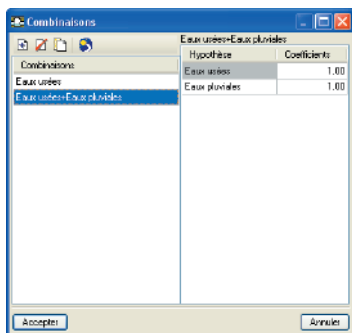 Combinaisons
Eaux usées+Eaux pluviales
Combinaisons
Hypothèse Coefficients
Eaux usées
Eaux usées 1.00
Eaux usées+Eaux pluviales
Eaux pluviales 1.00
Accepter
Annuler